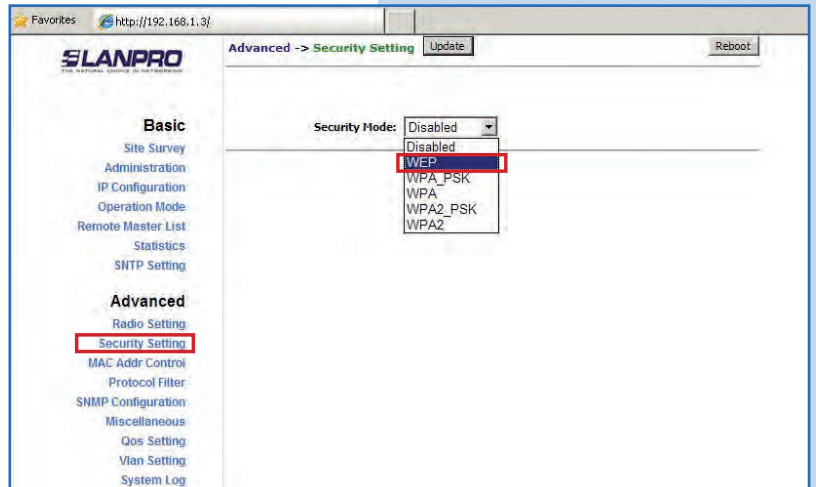 Favorites http://192.168.1.3/
LANPRO
THE NATURAL CHOICE IN NETWORKING
Advanced -> Security Setting Update Reboot
Security Mode: Disabled
Disabled
WEP
WPA_PSK
WPA
WPA2_PSK
WPA2
Basic
Site Survey
Administration
IP Configuration
Operation Mode
Remote Master List
Statistics
SNTP Setting
Advanced
Radio Setting
Security Setting
MAC Addr Control
Protocol Filter
SNMP Configuration
Miscellaneous
Qos Setting
Vlan Setting
System Log